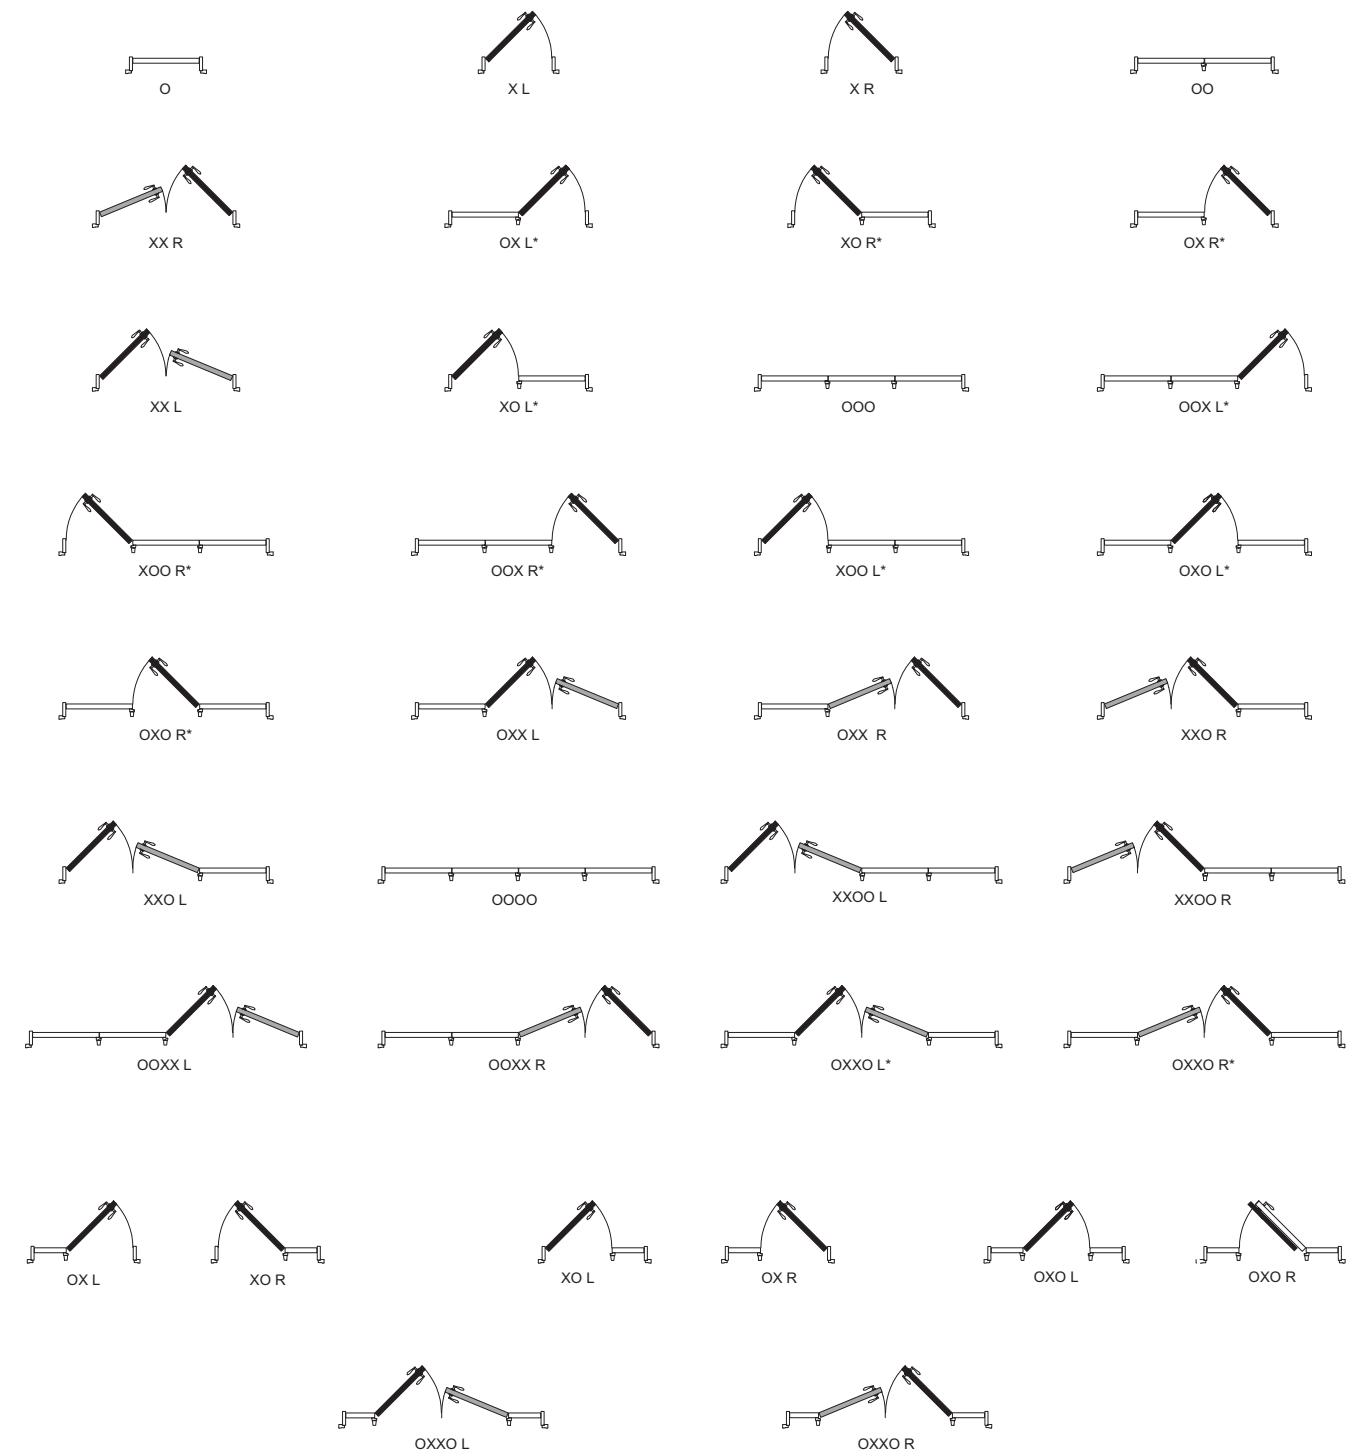 O
X L
X R
OO
XX R
OX L*
XO R*
OX R*
XX L
XO L*
OOO
OOX L*
XOO R*
OOX R*
XOO L*
OXO L*
OXO R*
OXX L
OXX R
XXO R
XXO L
OOOO
XXOO L
XXOO R
OOXX L
OOXX R
OXXO L*
OXXO R*
OX L
XO R
XO L
OX R
OXO L
OXO R
OXXO L
OXXO R